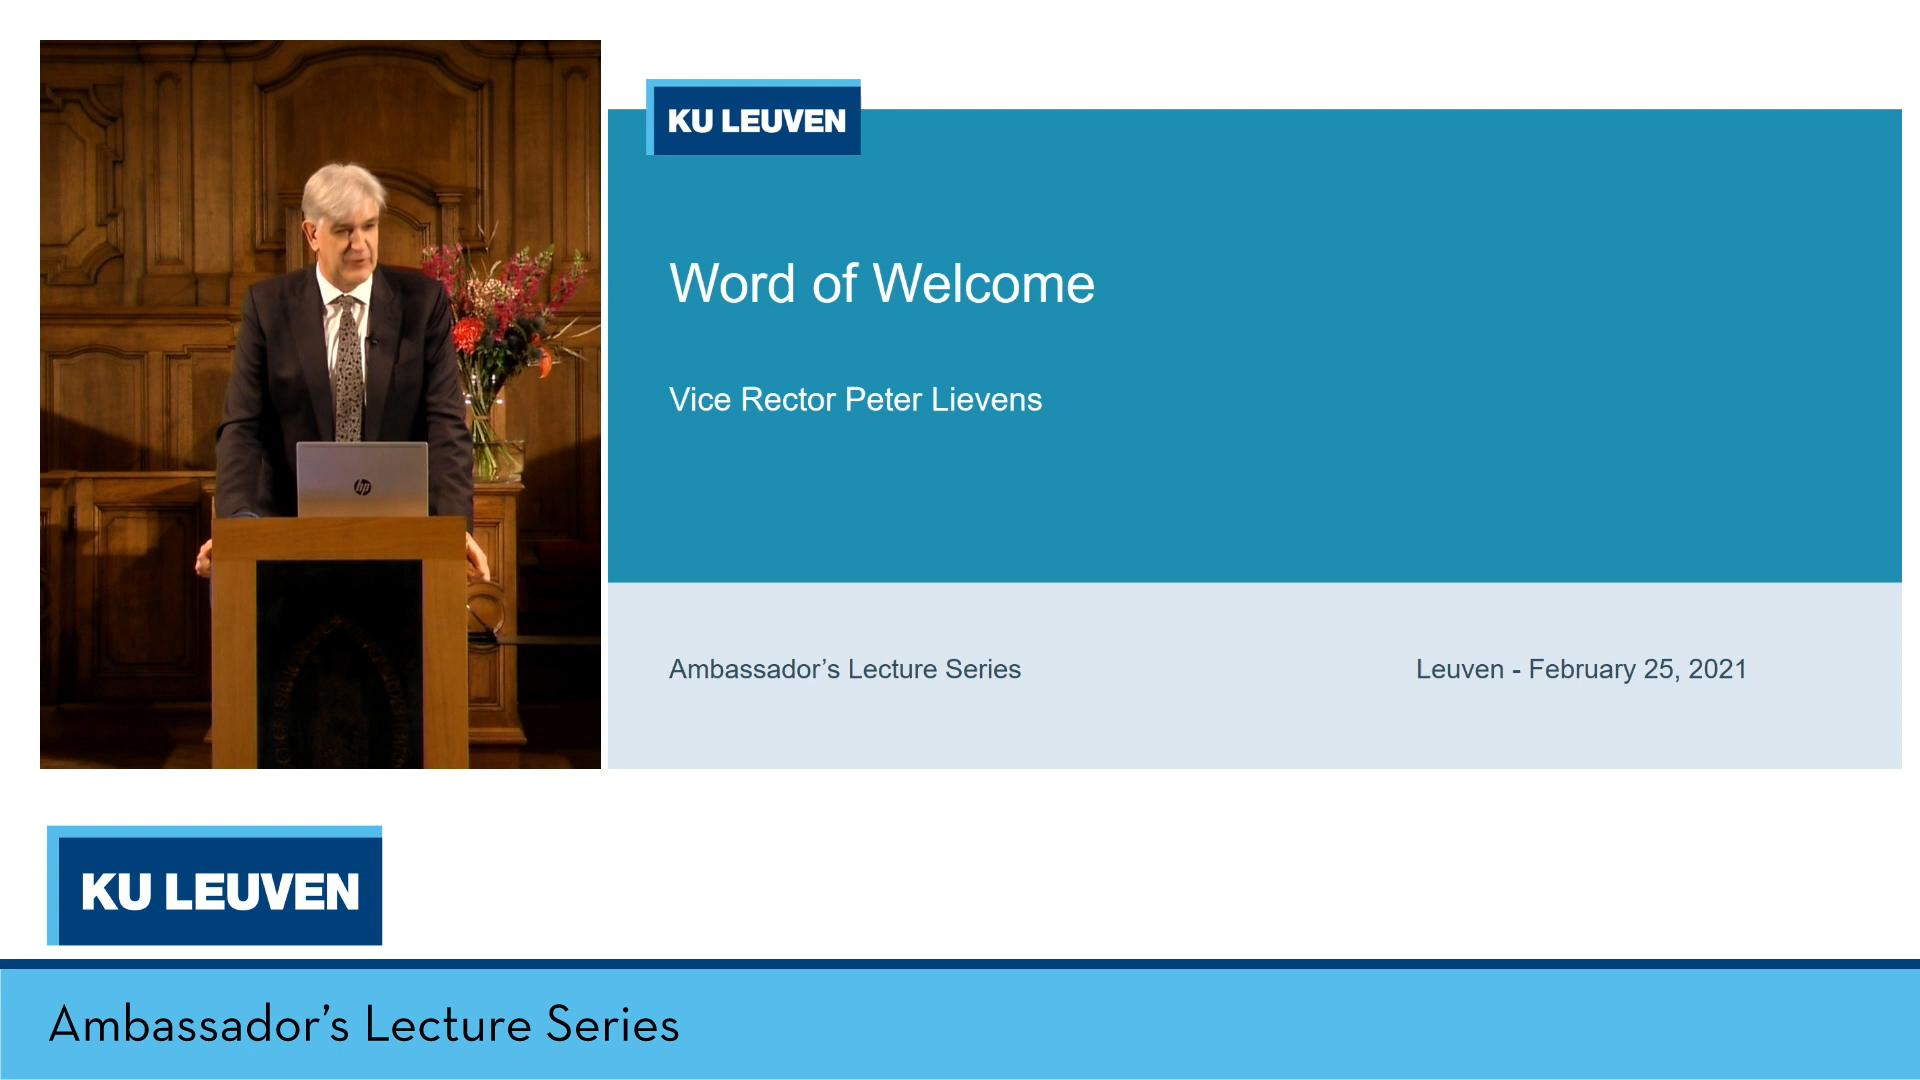 KU LEUVEN
Word of Welcome
Vice Rector Peter Lievens
Ambassador’s Lecture Series
Leuven - February 25, 2021
hp
KU LEUVEN
Ambassador’s Lecture Series